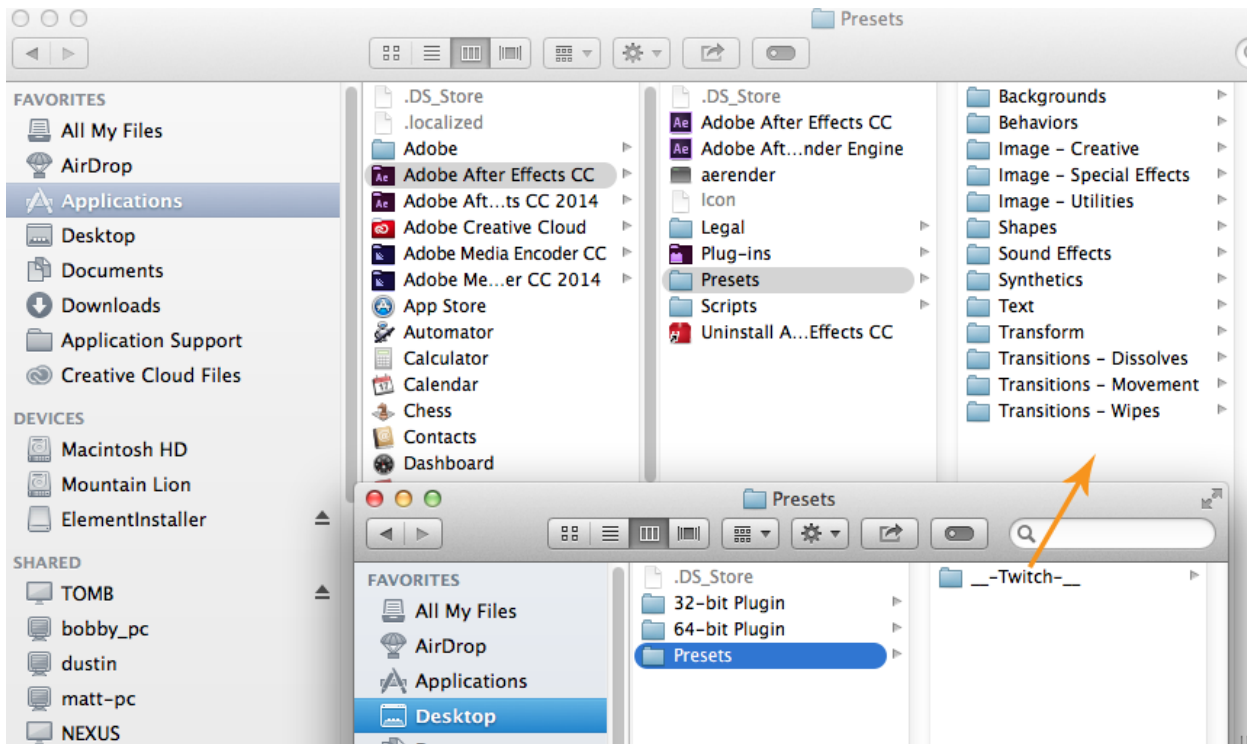 Presets
FAVORITES
All My Files
AirDrop
Applications
Desktop
Documents
Downloads
Application Support
Creative Cloud Files
DEVICES
Macintosh HD
Mountain Lion
ElementInstaller
SHARED
TOMB
bobby_pc
dustin
matt-pc
NEXUS
.DS_Store
.localized
Adobe
Adobe After Effects CC
Adobe Aft...ts CC 2014
Adobe Creative Cloud
Adobe Media Encoder CC
Adobe Me...er CC 2014
App Store
Automator
Calculator
Calendar
Chess
Contacts
Dashboard
.DS_Store
Adobe After Effects CC
Adobe Aft...nder Engine
aerender
Icon
Legal
Plug-ins
Presets
Scripts
Uninstall A...Effects CC
Backgrounds
Behaviors
Image - Creative
Image - Special Effects
Image - Utilities
Shapes
Sound Effects
Synthetics
Text
Transform
Transitions - Dissolves
Transitions - Movement
Transitions - Wipes
Presets
FAVORITES
All My Files
AirDrop
Applications
Desktop
.DS_Store
32-bit Plugin
64-bit Plugin
Presets
__-Twitch-__